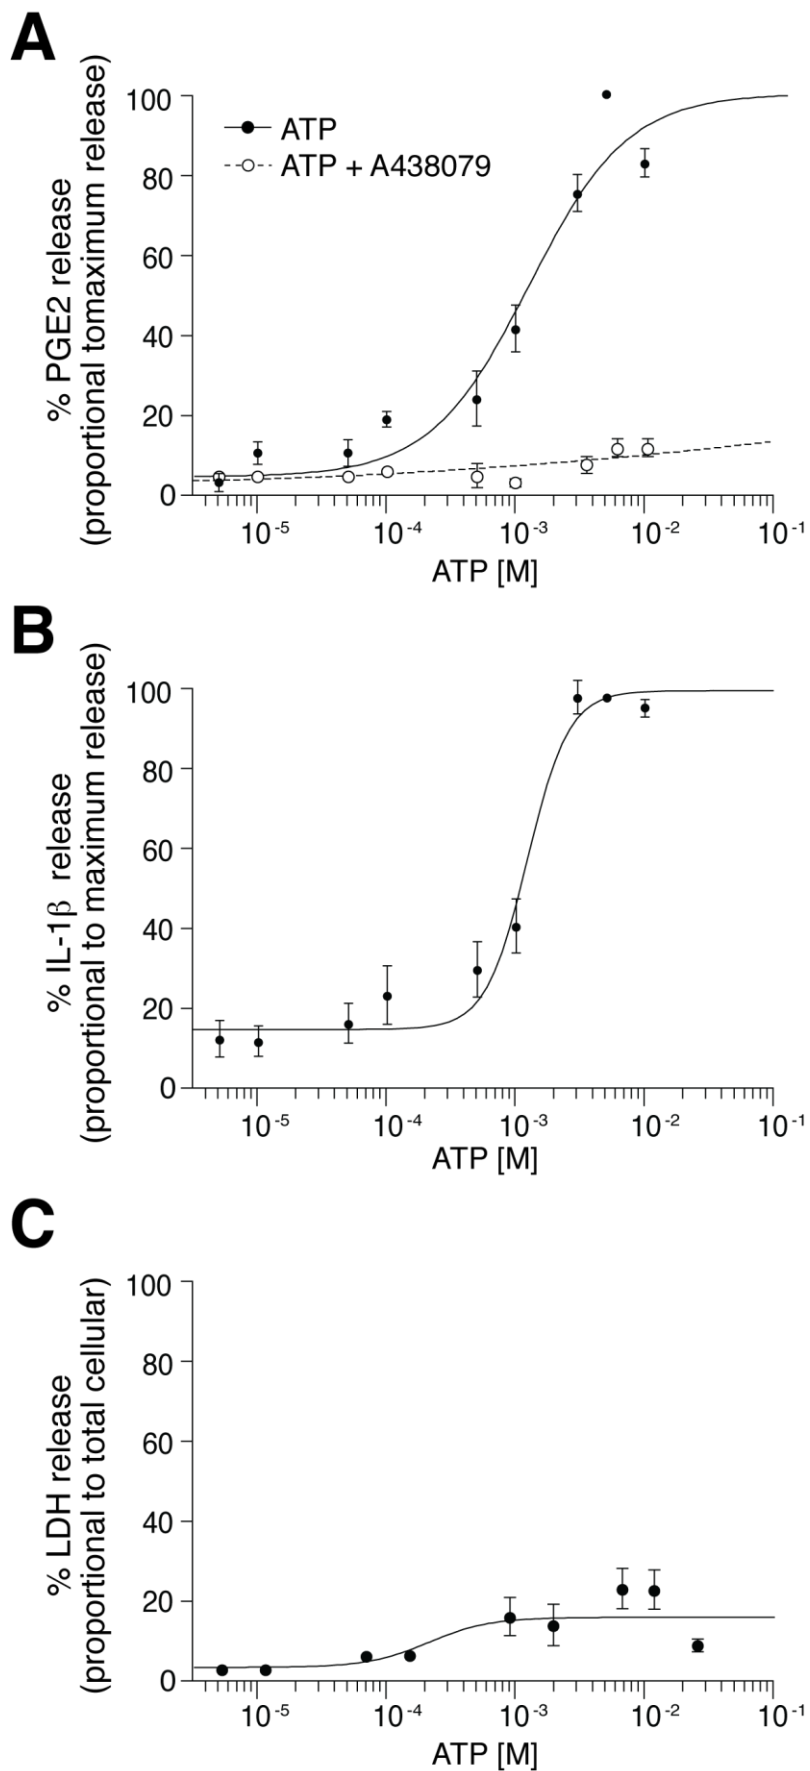 A
% PGE2 release
(proportional tomaximum release)
100
80
60
40
20
0
ATP
ATP + A438079
10-5
10-4
10-3
10-2
10-1
ATP [M]
B
% IL-1β release
(proportional to maximum release)
100
80
60
40
20
0
10-5
10-4
10-3
10-2
10-1
ATP [M]
C
% LDH release
(proportional to total cellular)
100
80
60
40
20
0
10-5
10-4
10-3
10-2
10-1
ATP [M]